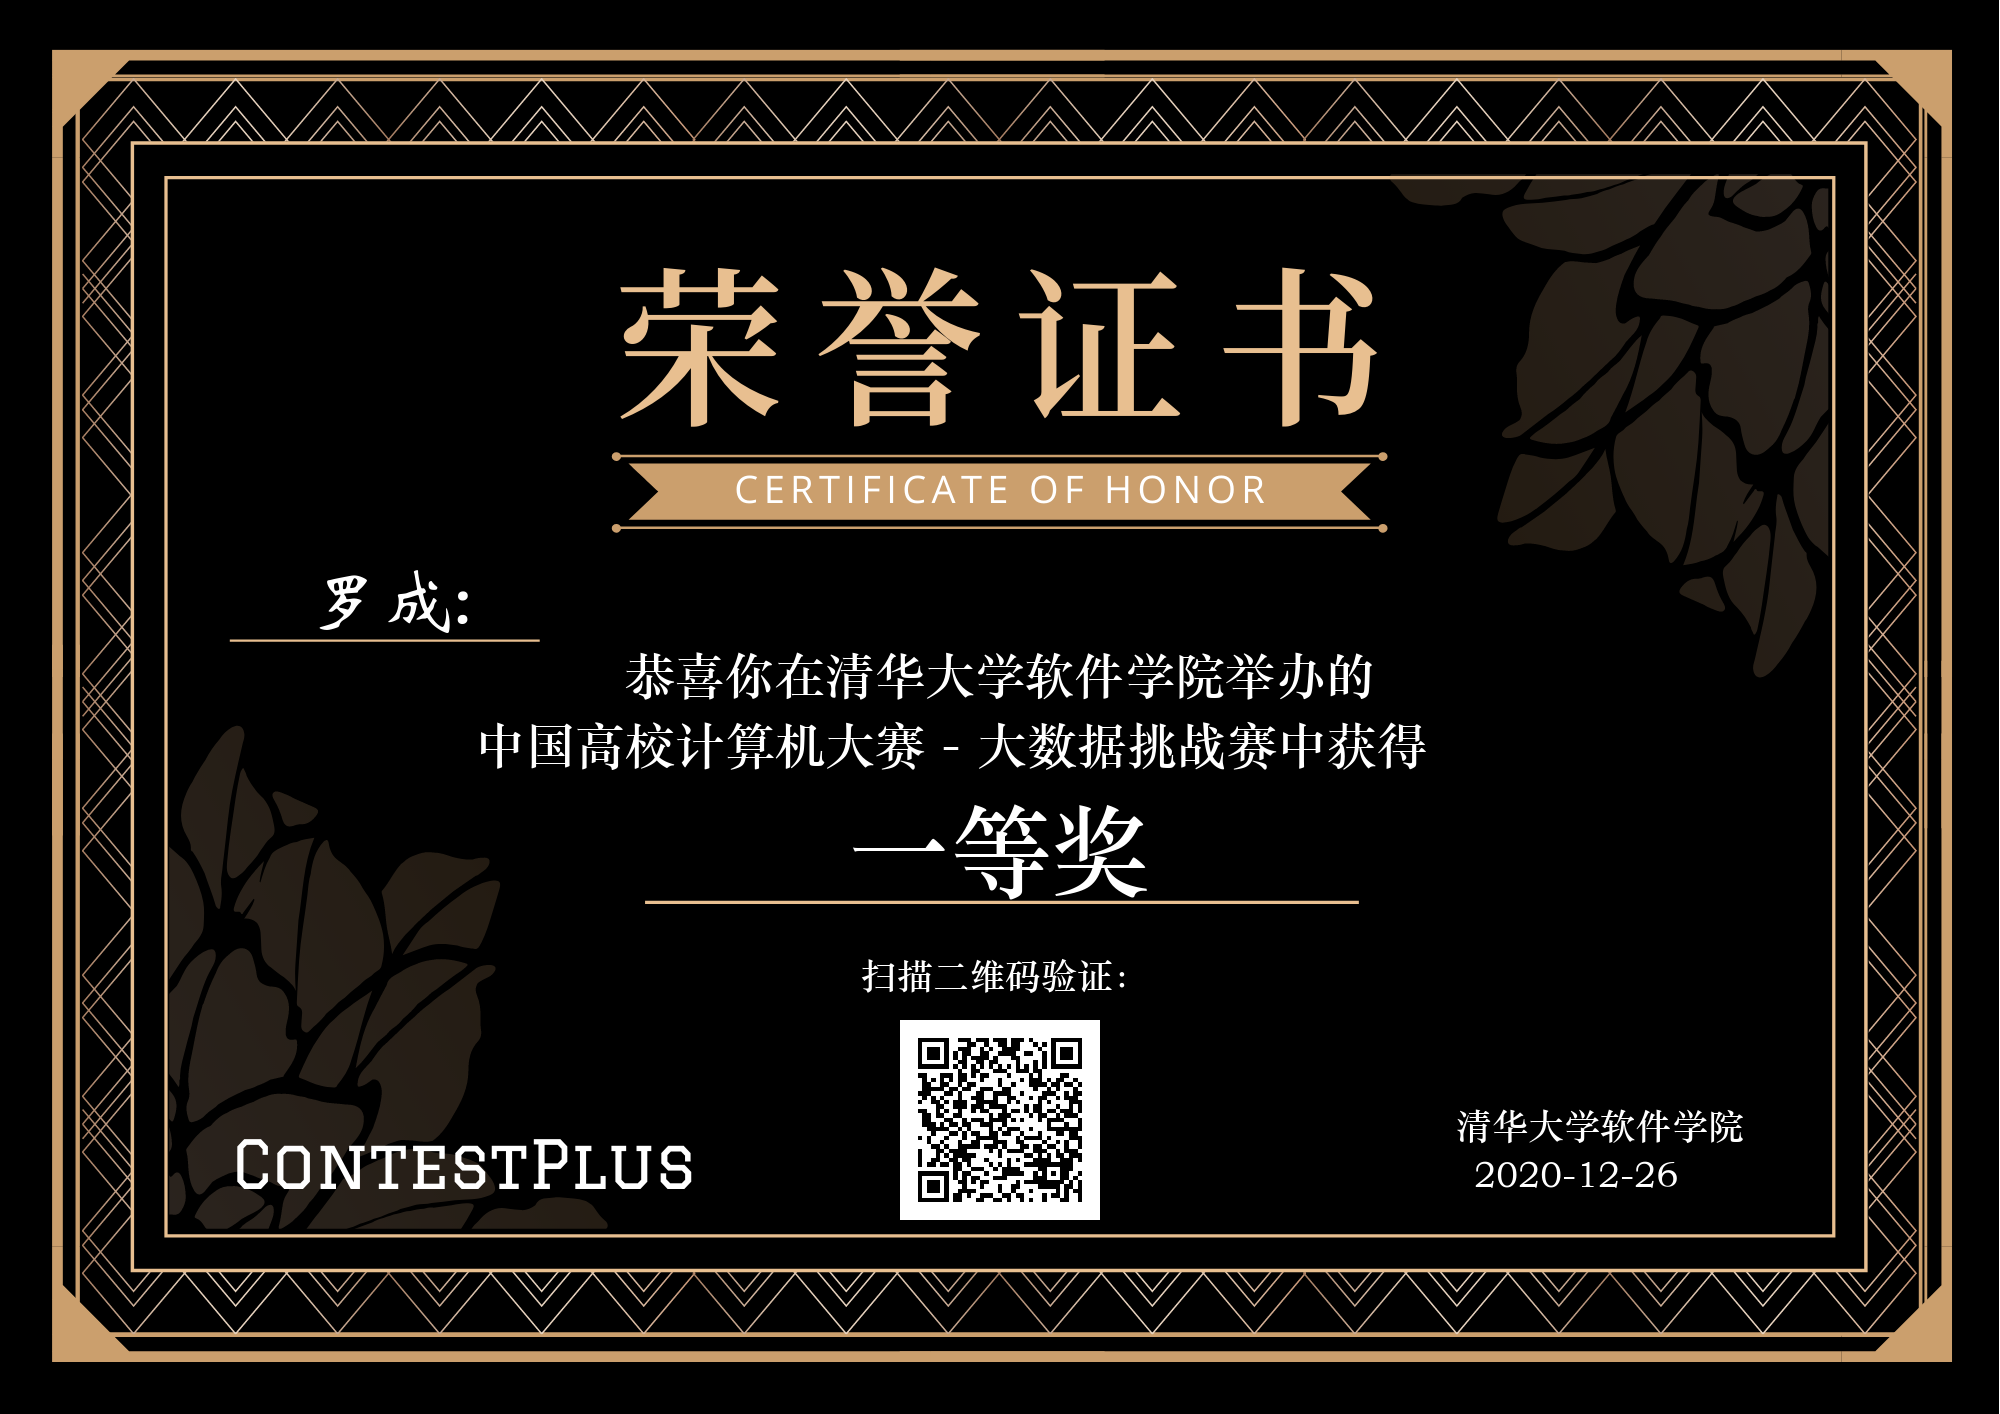 荣誉证书
CERTIFICATE OF HONOR
罗成:
恭喜你在清华大学软件学院举办的
中国高校计算机大赛 - 大数据挑战赛中获得
一等奖
扫描二维码验证:
CONTESTPLUS
清华大学软件学院
2020-12-26